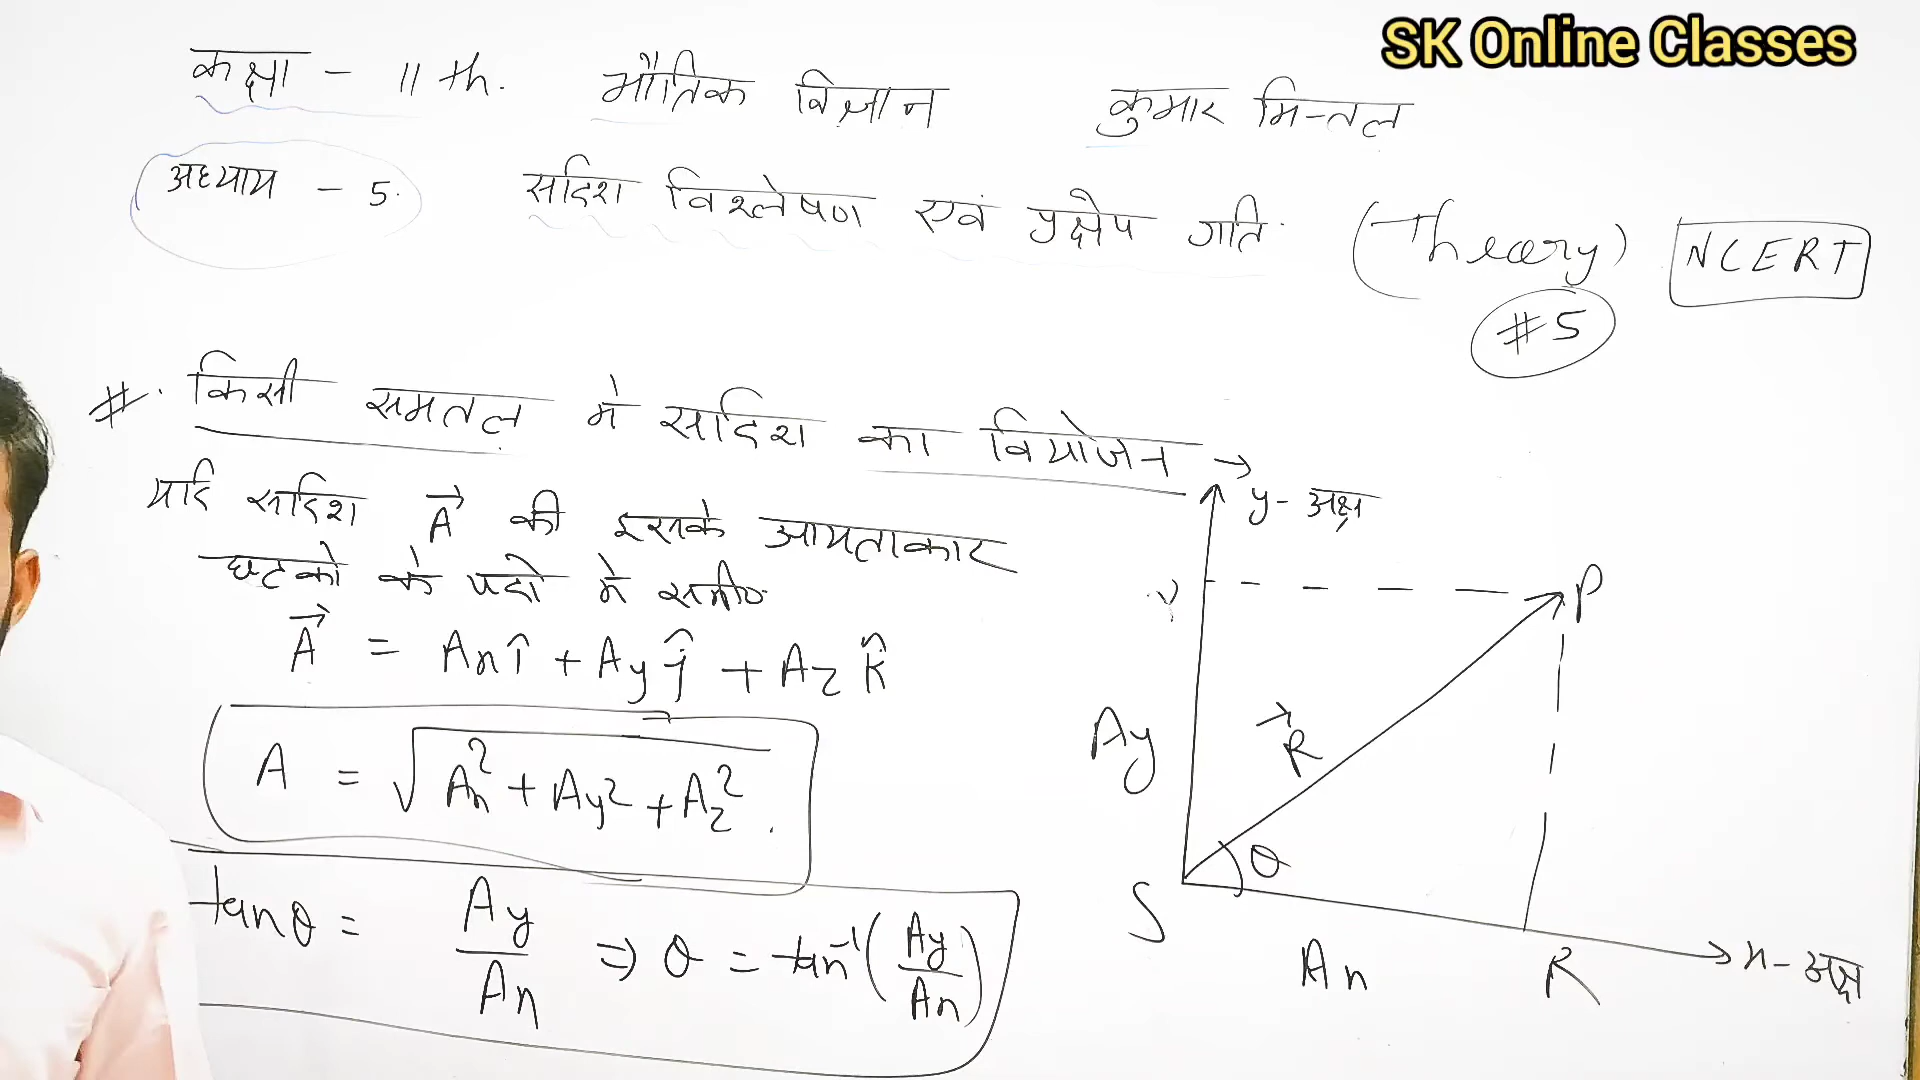 SK Online Classes
कक्षा - 11 th. भौतिक विज्ञान कुमार मित्तल
अध्याय - 5. सदिश विश्लेषण एवं प्रक्षेप गति. (Theory) NCERT
#5
#. किसी समतल मे सदिश का वियोजन →
यदि सदिश A⃗ की इसके आयताकार
घटको के पदो मे
A⃗ = Axî + Ayĵ + Az k̂
A = √Ax² + Ay² + Az².
tanθ = Ay/Ax ⇒ θ = tan⁻¹(Ay/Ax)
y - अक्ष
P
Ay
R⃗
θ
S
Ax
R
x - अक्ष